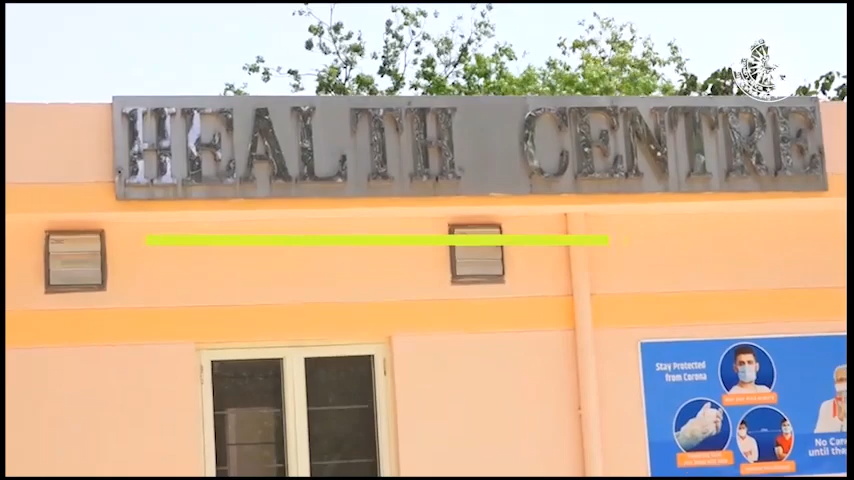 HEALTH CENTRE
Stay Protected
from Corona
No Care
until the